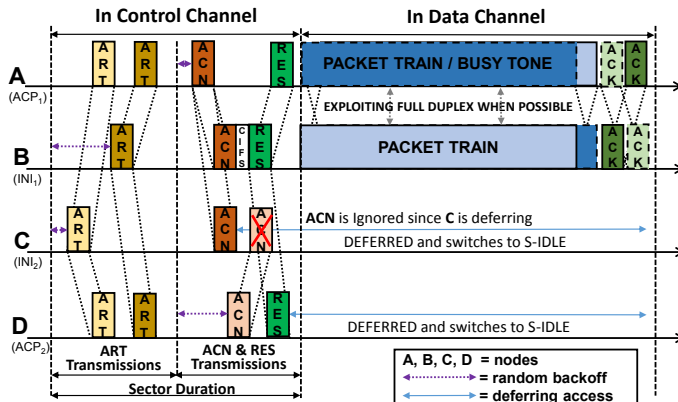 In Control Channel
In Data Channel
A
(ACP1)
ART
ART
ACN
RES
PACKET TRAIN / BUSY TONE
ACK
ACK
EXPLOITING FULL DUPLEX WHEN POSSIBLE
B
(INI1)
ART
ACN
CIFS
RES
PACKET TRAIN
ACK
ACK
C
(INI2)
ART
ACN
ACN
ACN is Ignored since C is deferring
DEFERRED and switches to S-IDLE
D
(ACP2)
ART
ART
ACN
RES
DEFERRED and switches to S-IDLE
ART
Transmissions
ACN & RES
Transmissions
Sector Duration
A, B, C, D = nodes
= random backoff
= deferring access